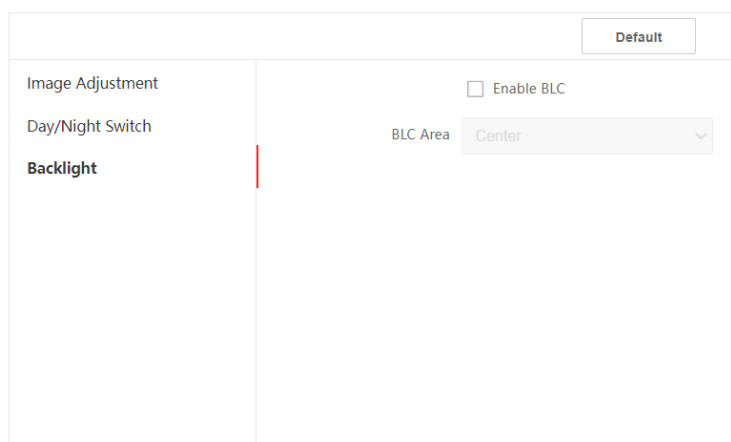 Default
Image Adjustment
Day/Night Switch
Backlight
Enable BLC
BLC Area
Center